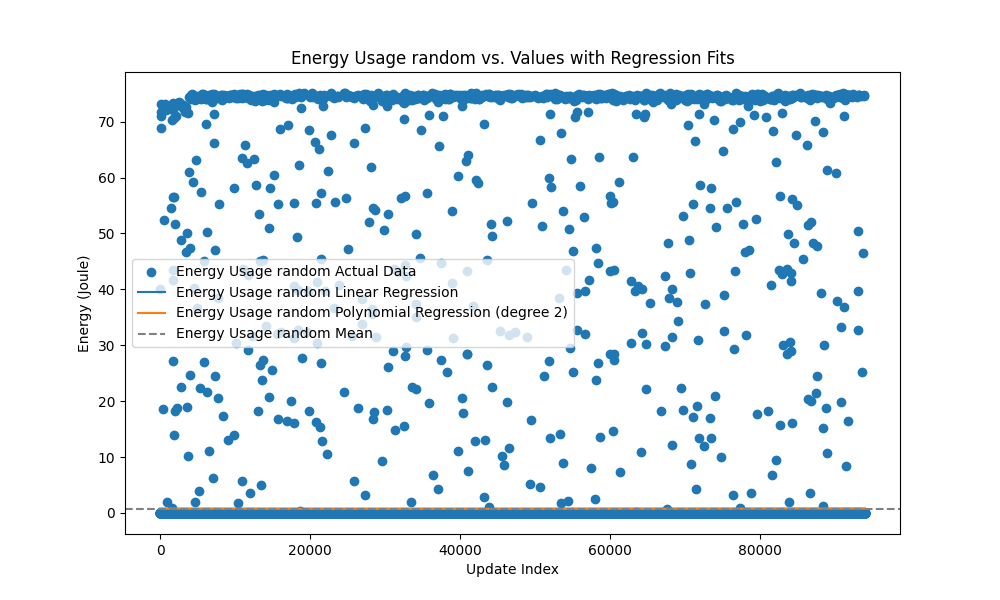 Energy Usage random vs. Values with Regression Fits
Energy (Joule)
70
60
50
40
30
20
10
0
Energy Usage random Actual Data
Energy Usage random Linear Regression
Energy Usage random Polynomial Regression (degree 2)
Energy Usage random Mean
0 20000 40000 60000 80000
Update Index